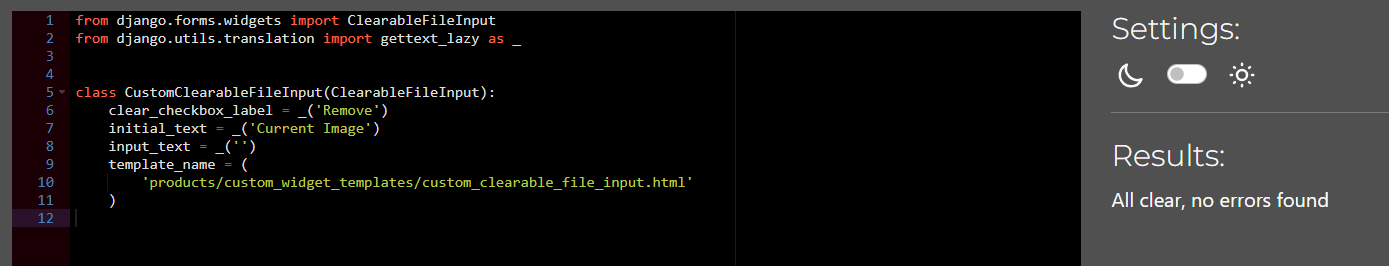 1 from django.forms.widgets import ClearableFileInput
2 from django.utils.translation import gettext_lazy as _
3
4
5 class CustomClearableFileInput(ClearableFileInput):
6     clear_checkbox_label = _('Remove')
7     initial_text = _('Current Image')
8     input_text = _('')
9     template_name = (
10         'products/custom_widget_templates/custom_clearable_file_input.html'
11     )
12
Settings:
Results:
All clear, no errors found